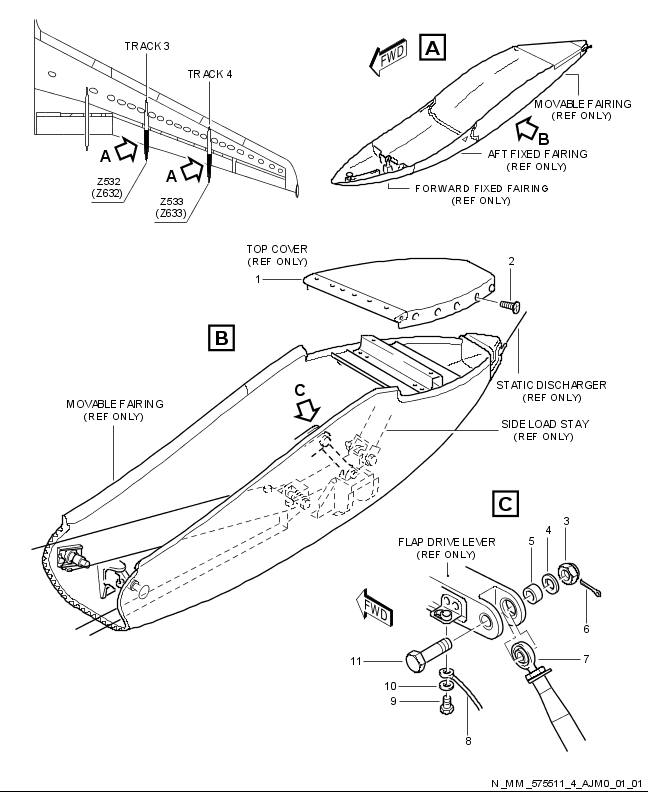 TRACK 3
TRACK 4
A
A
Z532
(Z632)
Z533
(Z633)
FWD
A
MOVABLE FAIRING
(REF ONLY)
B
AFT FIXED FAIRING
(REF ONLY)
FORWARD FIXED FAIRING
(REF ONLY)
TOP COVER
(REF ONLY)
1
2
B
STATIC DISCHARGER
(REF ONLY)
C
MOVABLE FAIRING
(REF ONLY)
SIDE LOAD STAY
(REF ONLY)
C
FLAP DRIVE LEVER
(REF ONLY)
5
4
3
FWD
6
11
7
10
9
8
N_MM_575511_4_AJM0_01_01